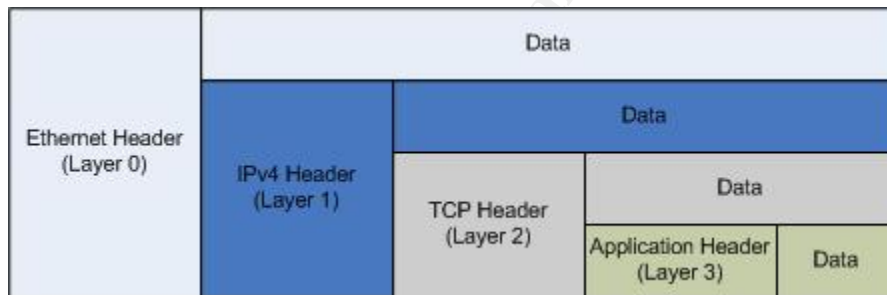 Data
Ethernet Header
(Layer 0)
Data
IPv4 Header
(Layer 1)
TCP Header
(Layer 2)
Data
Application Header
(Layer 3)
Data